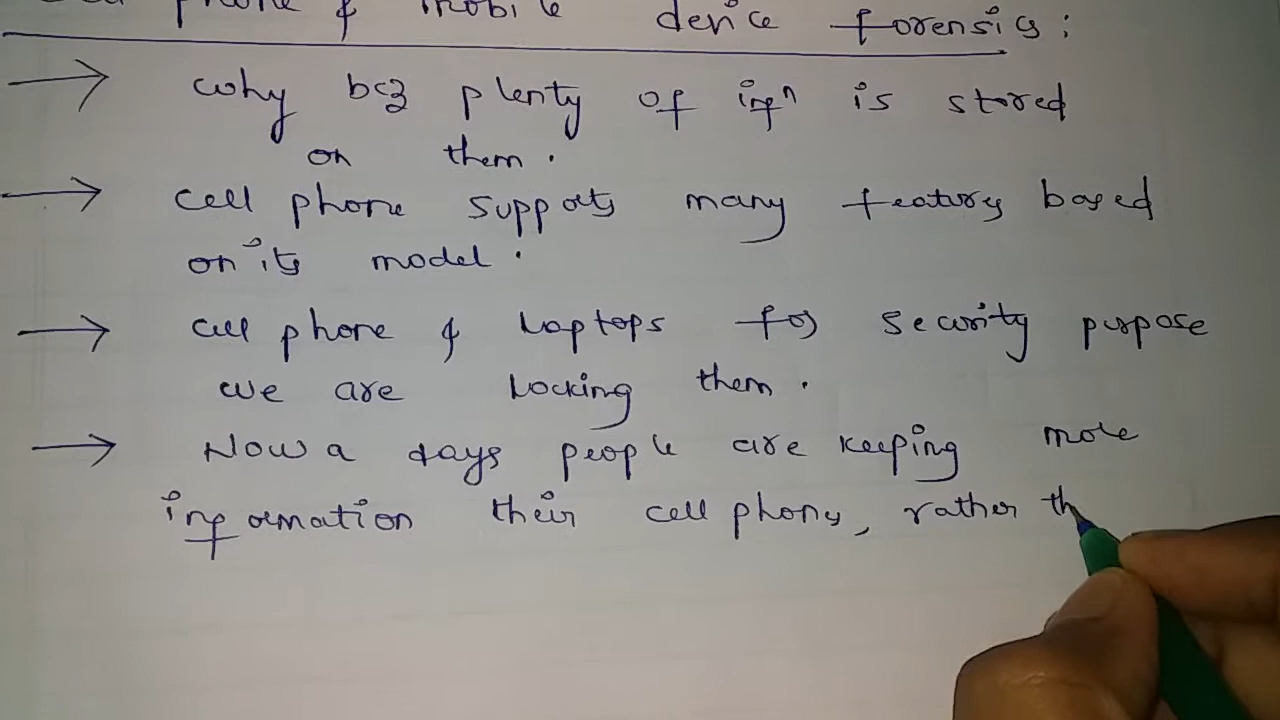 cell phone & mobile device forensics :
→ why bcz plenty of infn is stored
on them .
→ cell phone supports many features based
on its model .
→ cell phone & Laptops for security purpose
we are locking them .
→ Now a days people are keeping more
information their cell phones, rather th